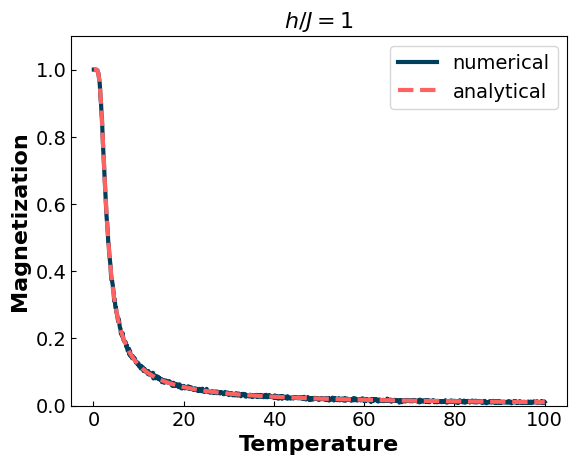 h/J = 1
numerical
analytical
Magnetization
1.0
0.8
0.6
0.4
0.2
0.0
0 20 40 60 80 100
Temperature